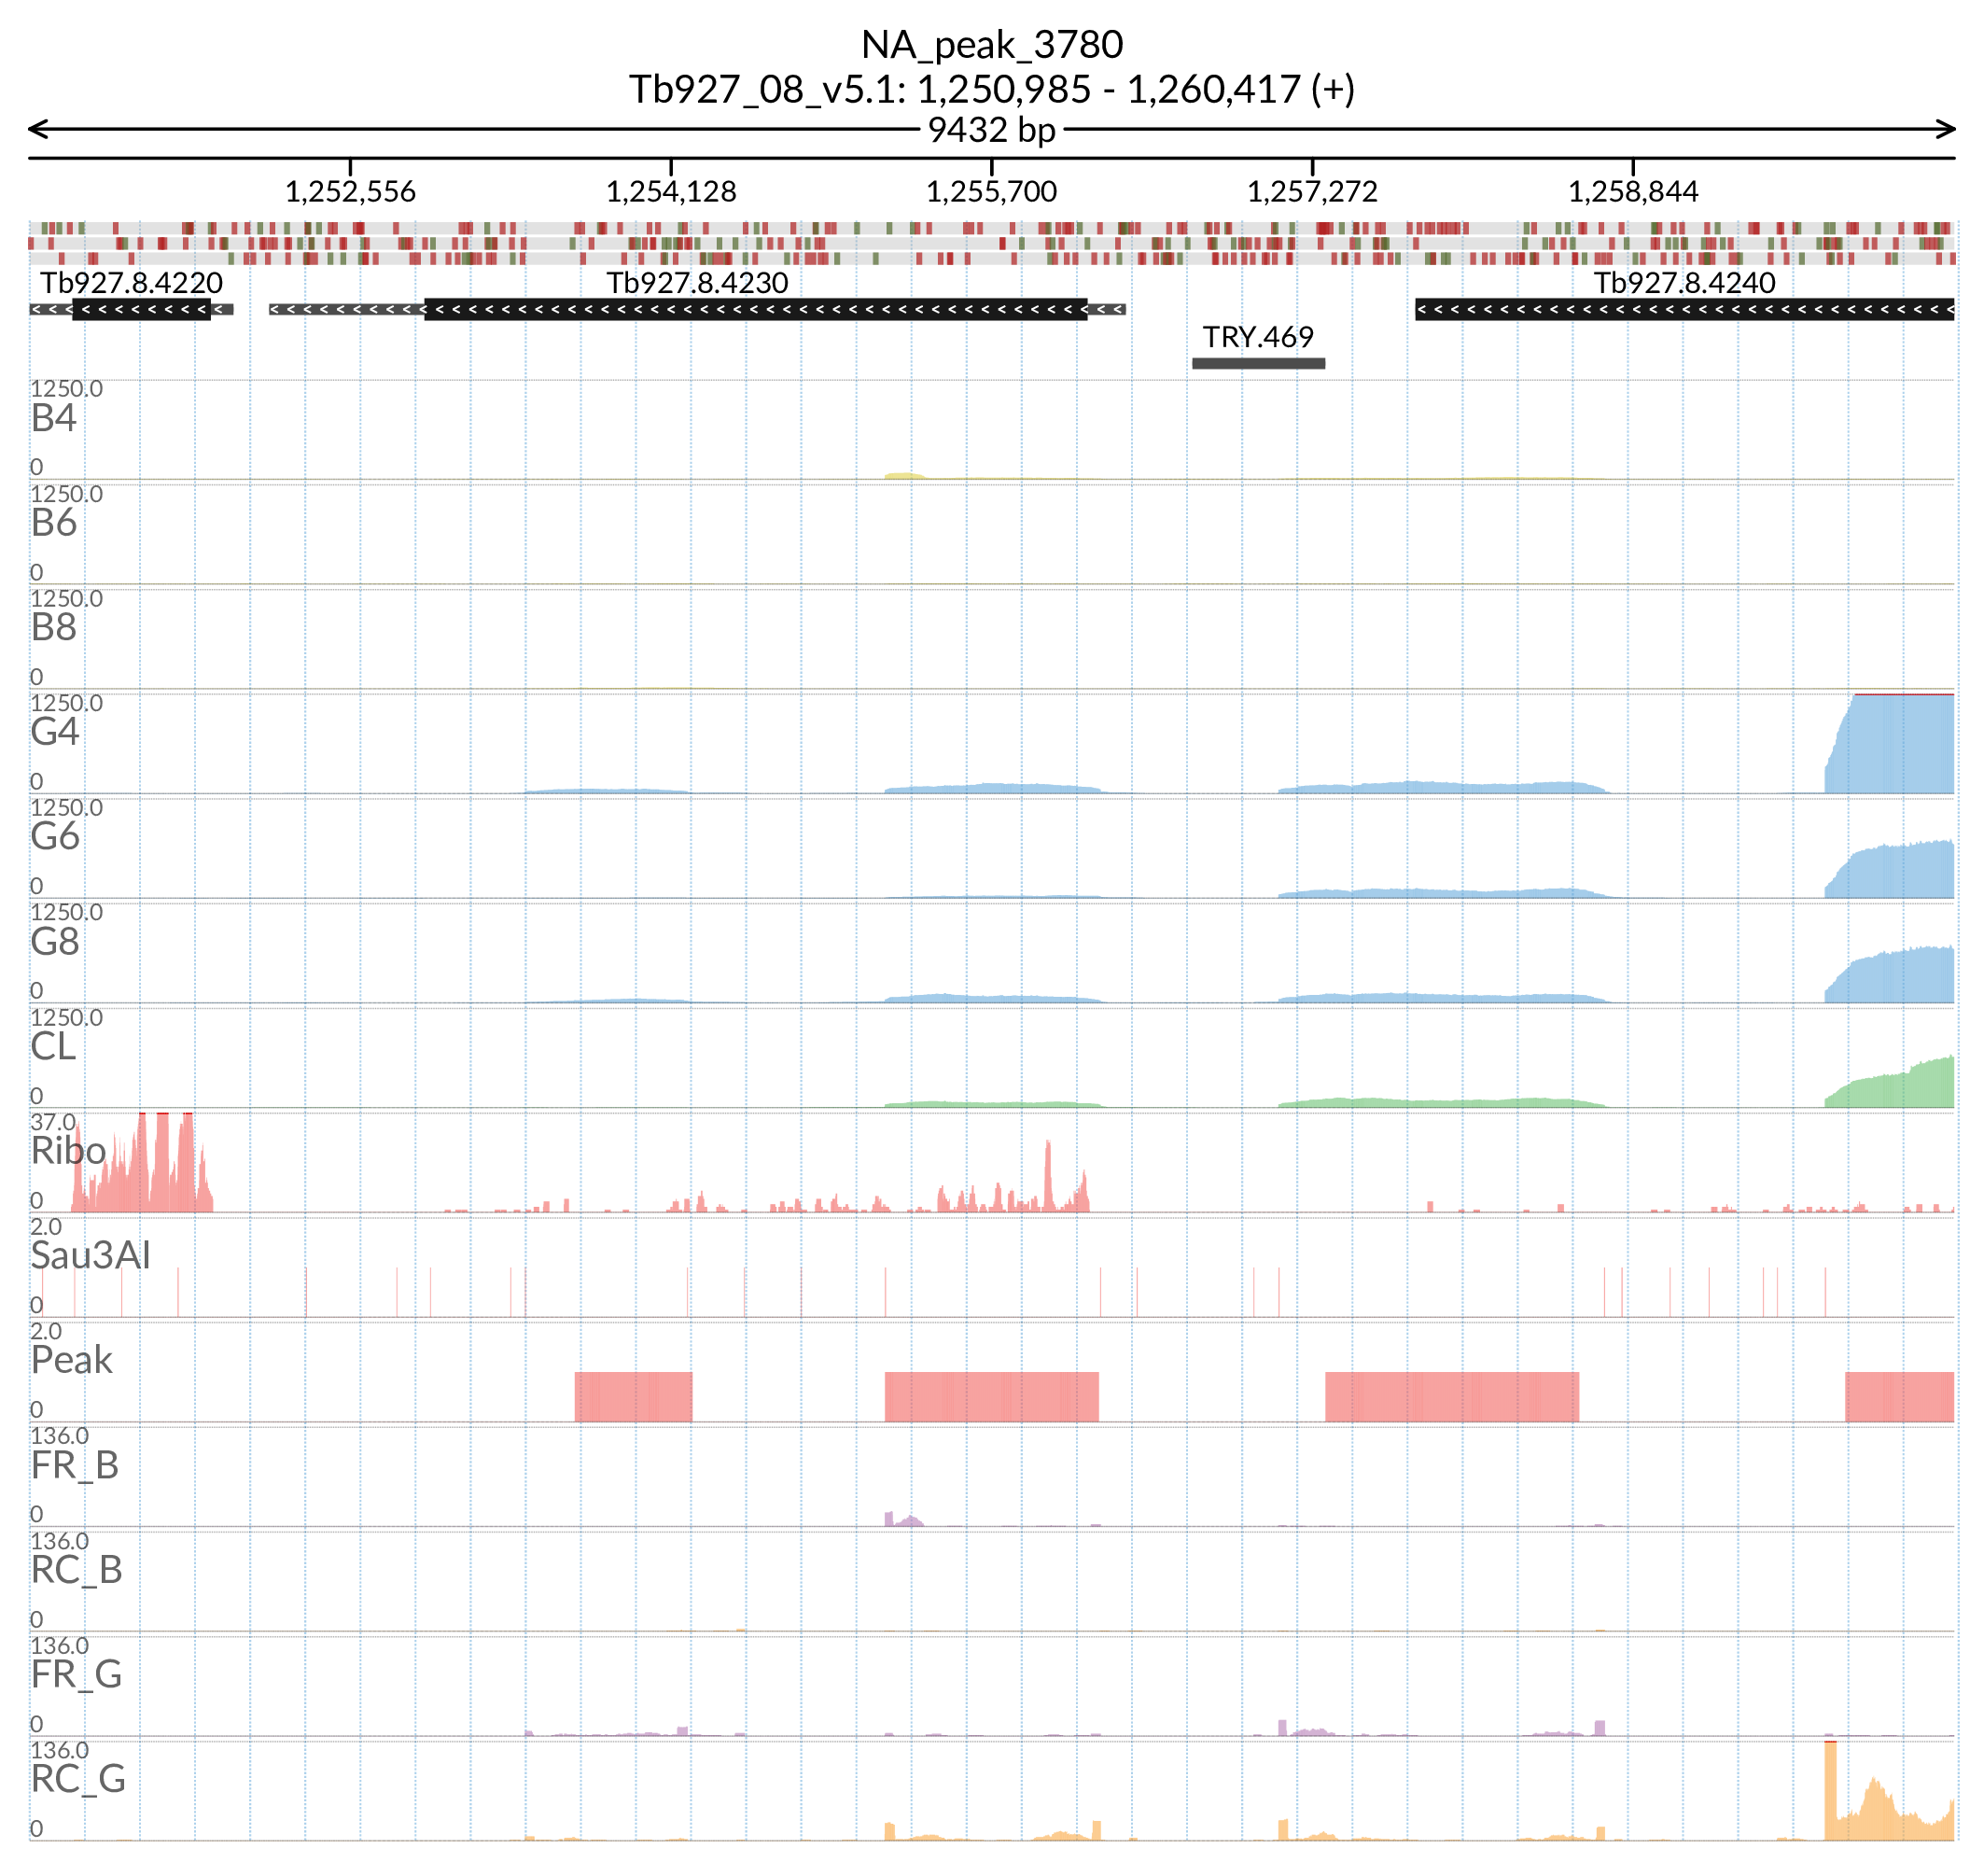 NA_peak_3780
Tb927_08_v5.1: 1,250,985 - 1,260,417 (+)
9432 bp
1,252,556 1,254,128 1,255,700 1,257,272 1,258,844
Tb927.8.4220 Tb927.8.4230 Tb927.8.4240
TRY.469
1250.0
B4
0
1250.0
B6
0
1250.0
B8
0
1250.0
G4
0
1250.0
G6
0
1250.0
G8
0
1250.0
CL
0
37.0
Ribo
0
2.0
Sau3AI
0
2.0
Peak
0
136.0
FR_B
0
136.0
RC_B
0
136.0
FR_G
0
136.0
RC_G
0